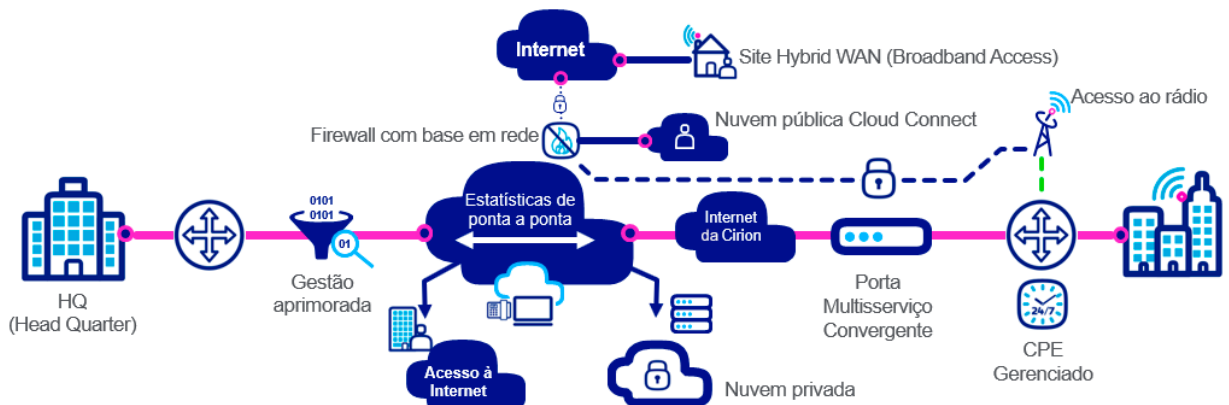 Internet
Site Hybrid WAN (Broadband Access)
Firewall com base em rede
Nuvem pública Cloud Connect
Acesso ao rádio
0101
0101
01
Gestão
aprimorada
HQ
(Head Quarter)
Estatísticas de
ponta a ponta
Internet
da Cirion
Porta
Multisserviço
Convergente
24/7
CPE
Gerenciado
Acesso à
Internet
Nuvem privada